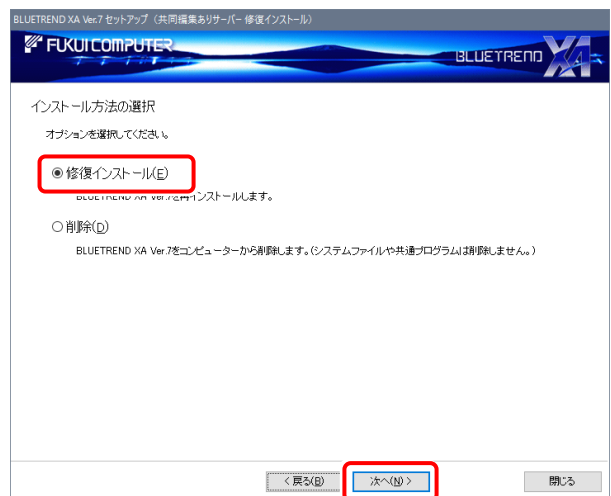 BLUETREND XA Ver.7 セットアップ（共同編集ありサーバー 修復インストール）
FUKUI COMPUTER
BLUETREND XA
インストール方法の選択
オプションを選択してください。
修復インストール(E)
BLUETREND XA Ver.7を再インストールします。
削除(D)
BLUETREND XA Ver.7をコンピューターから削除します。(システムファイルや共通プログラムは削除しません。)
< 戻る(B)
次へ(N) >
閉じる